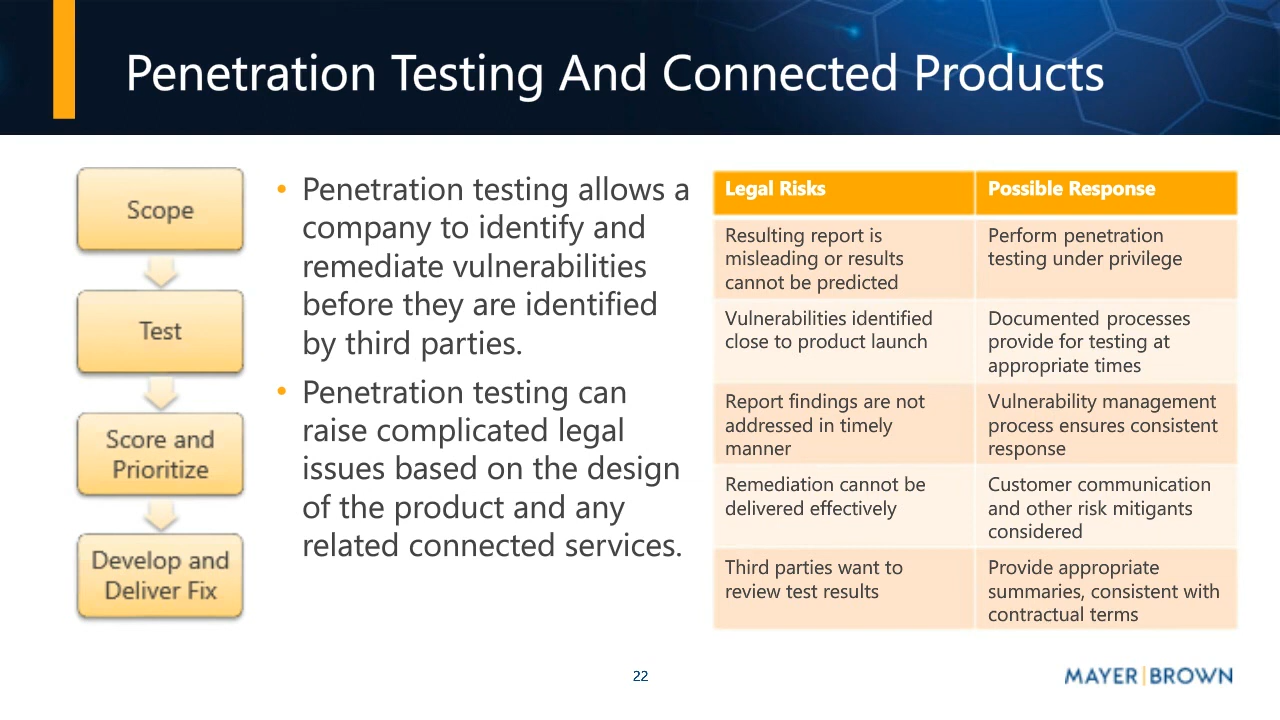 Penetration Testing And Connected Products
Scope
Test
Score and
Prioritize
Develop and
Deliver Fix
• Penetration testing allows a
company to identify and
remediate vulnerabilities
before they are identified
by third parties.
• Penetration testing can
raise complicated legal
issues based on the design
of the product and any
related connected services.
Legal Risks
Possible Response
Resulting report is
misleading or results
cannot be predicted
Perform penetration
testing under privilege
Vulnerabilities identified
close to product launch
Documented processes
provide for testing at
appropriate times
Report findings are not
addressed in timely
manner
Vulnerability management
process ensures consistent
response
Remediation cannot be
delivered effectively
Customer communication
and other risk mitigants
considered
Third parties want to
review test results
Provide appropriate
summaries, consistent with
contractual terms
22
MAYER | BROWN